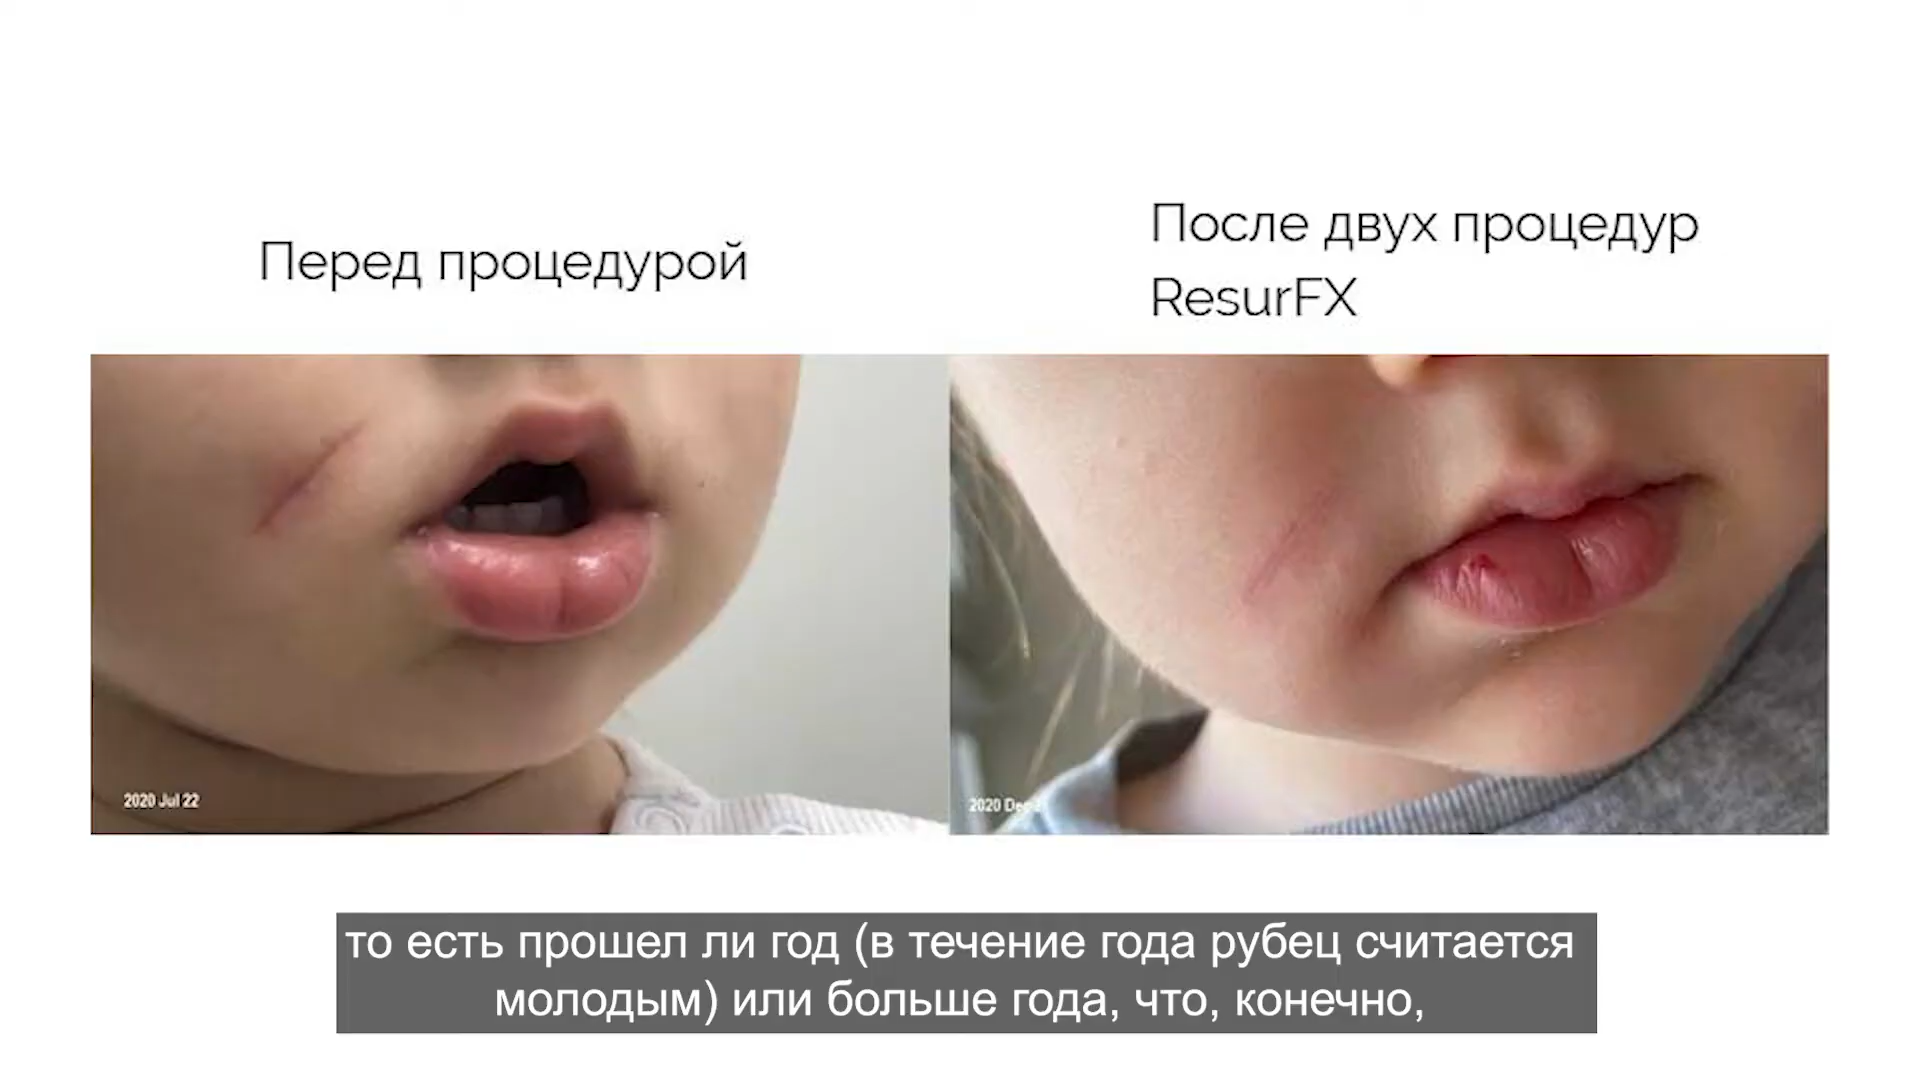 Перед процедурой
После двух процедур
ResurFX
2020 Jul 22
2020
то есть прошел ли год (в течение года рубец считается
молодым) или больше года, что, конечно,